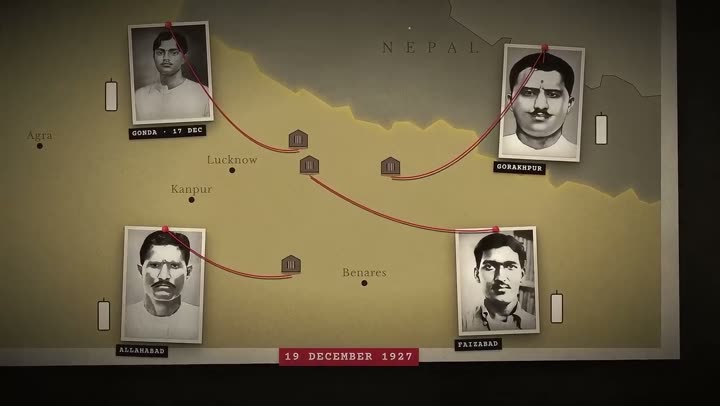 NEPAL
GONDA · 17 DEC
Agra
GORAKHPUR
Lucknow
Kanpur
Benares
ALLAHABAD
FAIZABAD
19 DECEMBER 1927